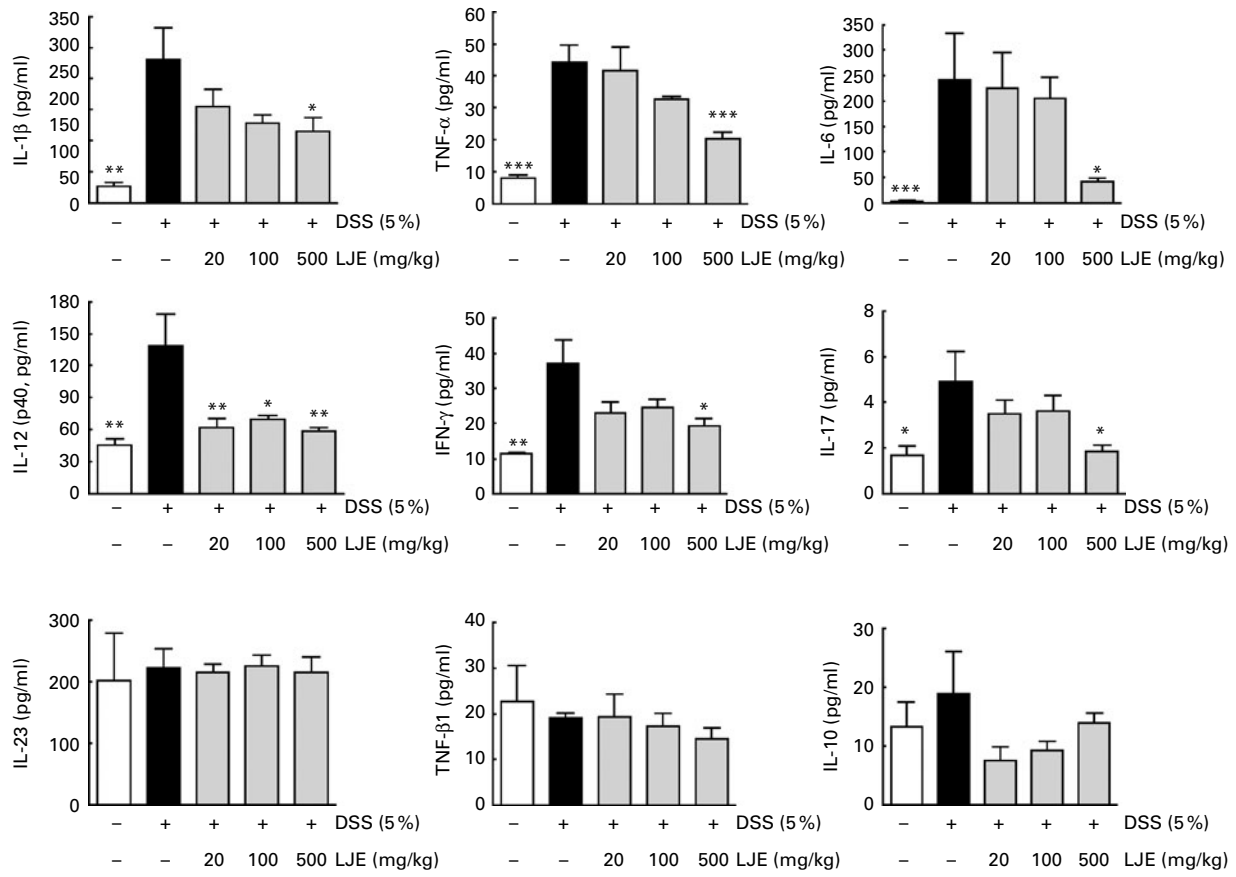 350
300
250
200
150
100
50
0
IL-1β (pg/ml)
**
*
– + + + + DSS (5%)
– – 20 100 500 LJE (mg/kg)
60
50
40
30
20
10
0
TNF-α (pg/ml)
***
***
– + + + + DSS (5%)
– – 20 100 500 LJE (mg/kg)
350
300
250
200
150
100
50
0
IL-6 (pg/ml)
***
*
– + + + + DSS (5%)
– – 20 100 500 LJE (mg/kg)
180
150
120
90
60
30
0
IL-12 (p40, pg/ml)
** ** * **
– + + + + DSS (5%)
– – 20 100 500 LJE (mg/kg)
50
40
30
20
10
0
IFN-γ (pg/ml)
**
*
– + + + + DSS (5%)
– – 20 100 500 LJE (mg/kg)
8
6
4
2
0
IL-17 (pg/ml)
*
*
– + + + + DSS (5%)
– – 20 100 500 LJE (mg/kg)
300
200
100
0
IL-23 (pg/ml)
– + + + + DSS (5%)
– – 20 100 500 LJE (mg/kg)
40
30
20
10
0
TNF-β1 (pg/ml)
– + + + + DSS (5%)
– – 20 100 500 LJE (mg/kg)
30
20
10
0
IL-10 (pg/ml)
– + + + + DSS (5%)
– – 20 100 500 LJE (mg/kg)